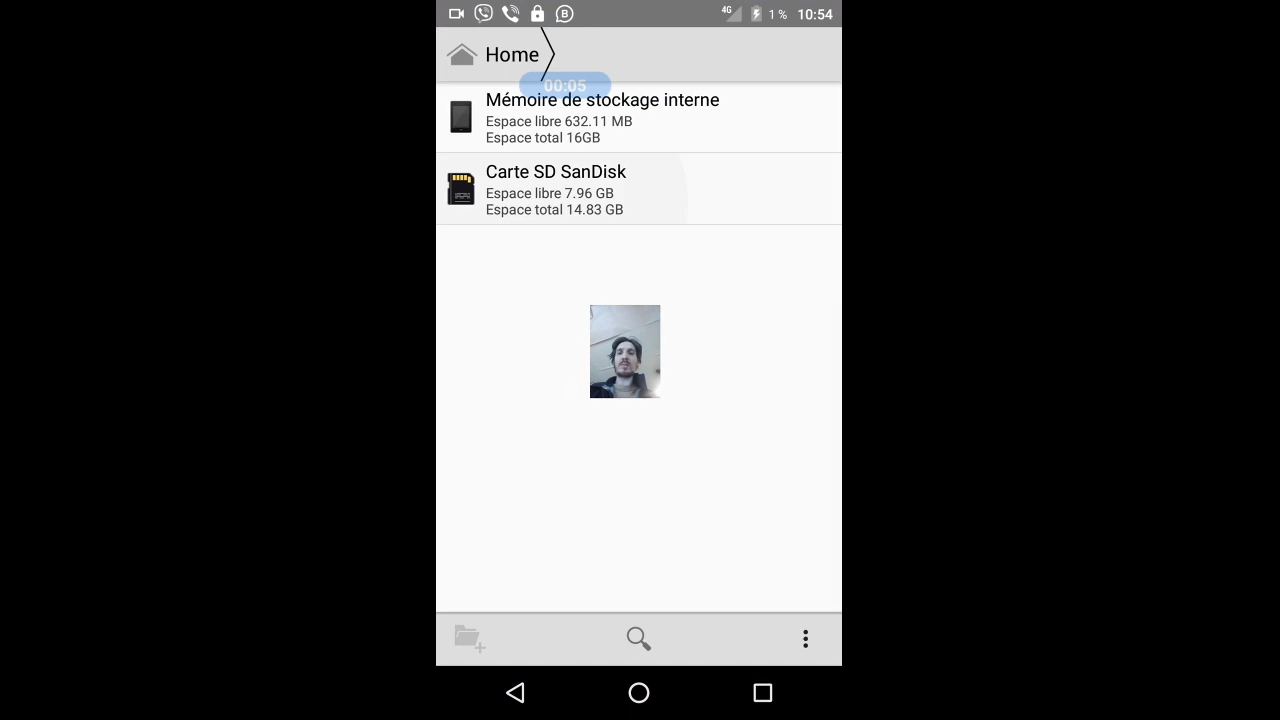 4G 1 % 10:54
Home
00:05
Mémoire de stockage interne
Espace libre 632.11 MB
Espace total 16GB
Carte SD SanDisk
Espace libre 7.96 GB
Espace total 14.83 GB